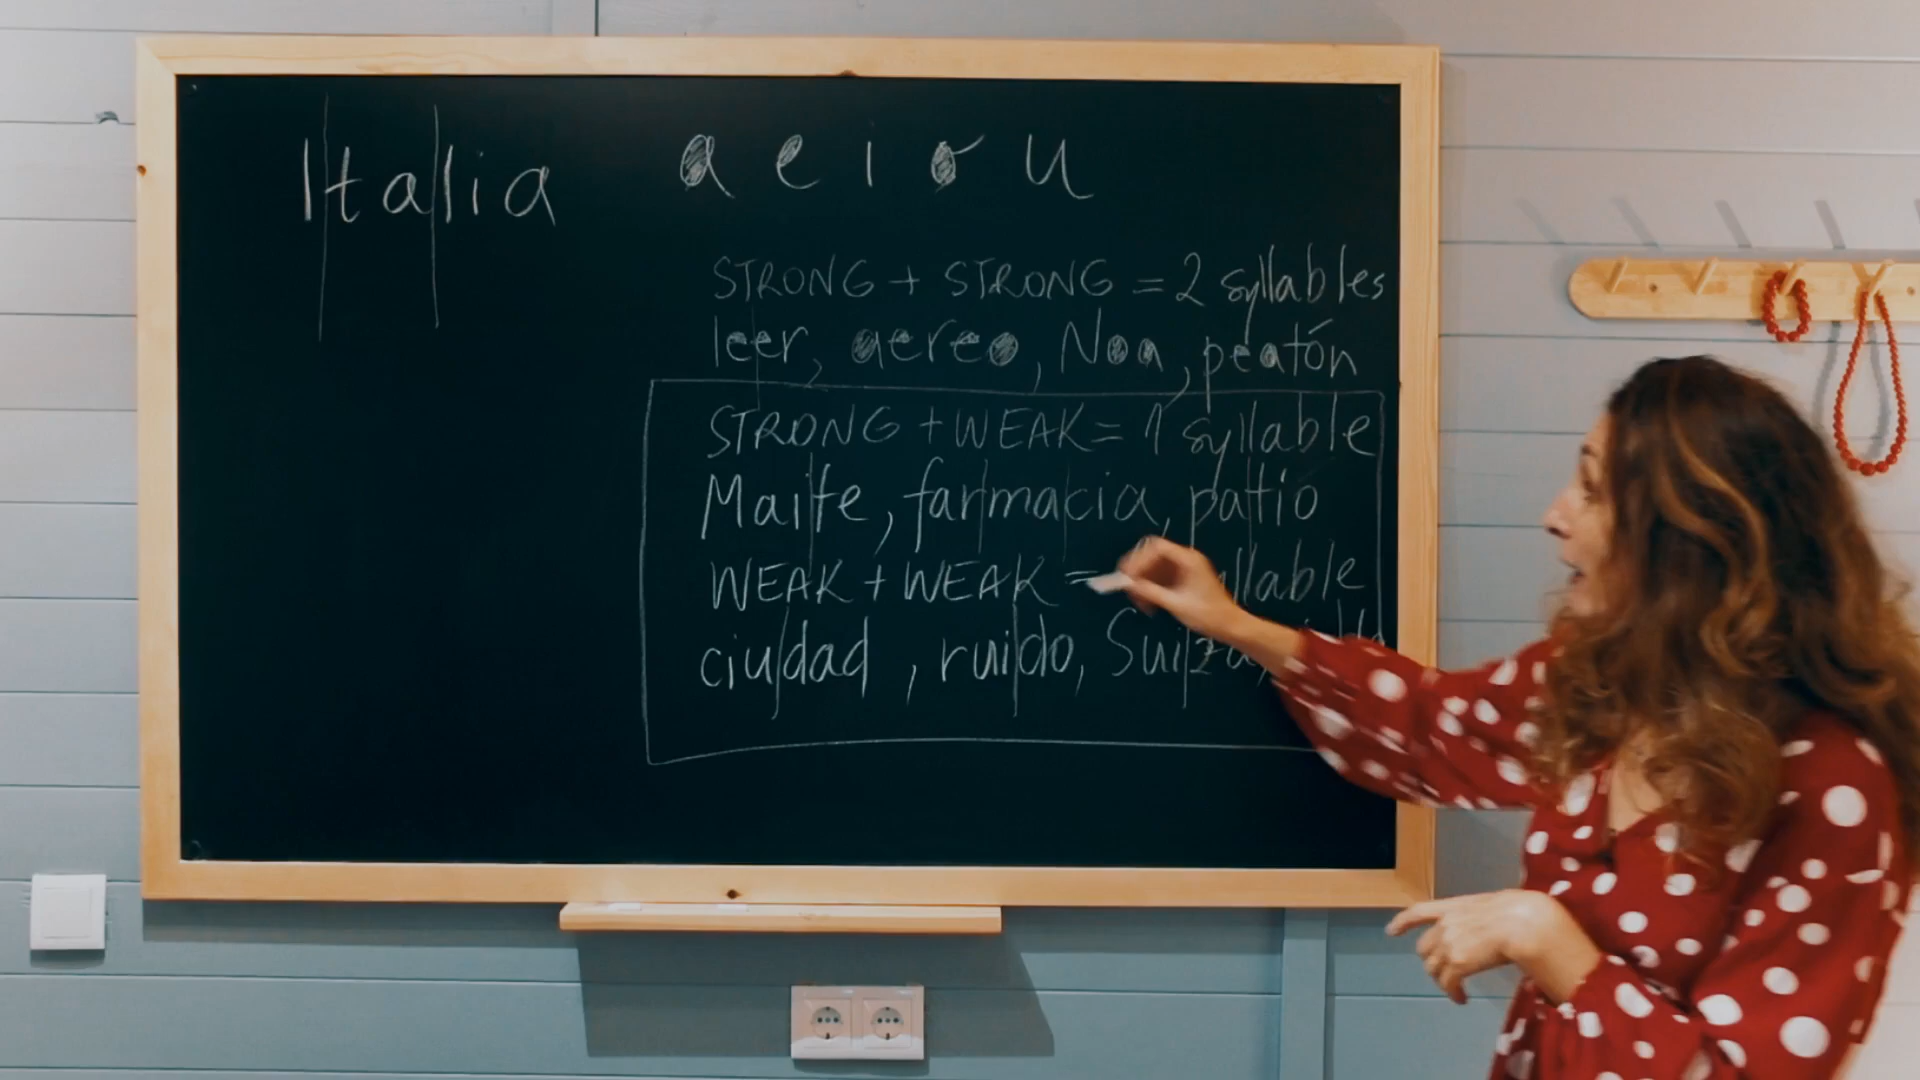 Italia
a e i o u
STRONG + STRONG = 2 syllables
leer, aereo, Noa, peatón
STRONG + WEAK = 1 syllable
Maite, farmacia, patio
WEAK + WEAK =
ciudad, ruido, Suiza,